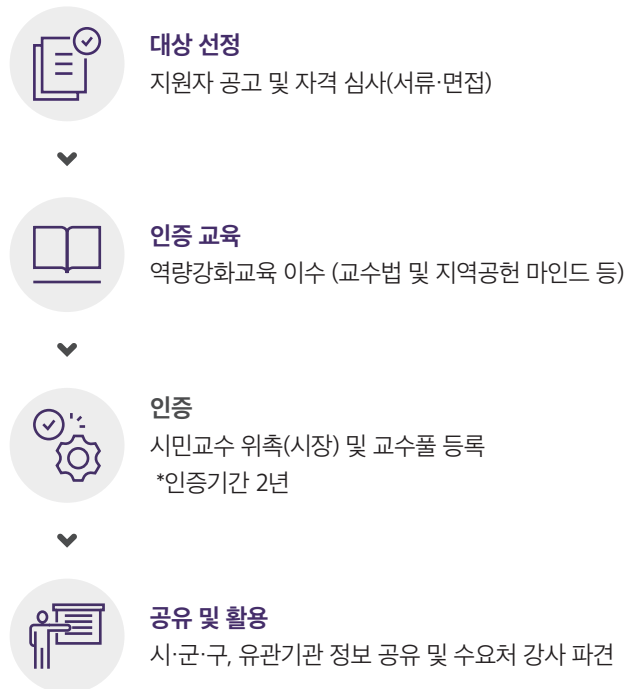 대상 선정
지원자 공고 및 자격 심사(서류·면접)
인증 교육
역량강화교육 이수 (교수법 및 지역공헌 마인드 등)
인증
시민교수 위촉(시장) 및 교수풀 등록
*인증기간 2년
공유 및 활용
시·군·구, 유관기관 정보 공유 및 수요처 강사 파견